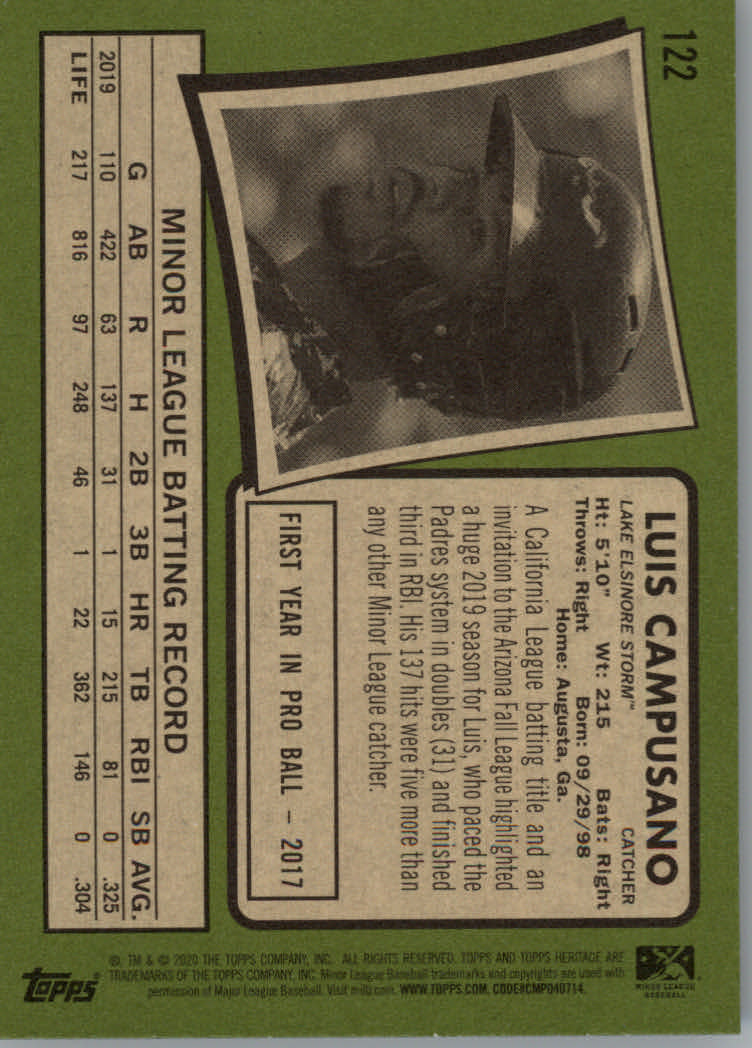 122
LUIS CAMPUSANO
LAKE ELSINORE STORM™ CATCHER
Ht: 5'10" Wt: 215 Bats: Right
Throws: Right Born: 09/29/98
Home: Augusta, Ga.
A California League batting title and an
invitation to the Arizona Fall League highlighted
a huge 2019 season for Luis, who paced the
Padres system in doubles (31) and finished
third in RBI. His 137 hits were five more than
any other Minor League catcher.
FIRST YEAR IN PRO BALL – 2017
MINOR LEAGUE BATTING RECORD
G AB R H 2B 3B HR TB RBI SB AVG.
2019 110 422 63 137 31 1 15 215 81 0 .325
LIFE 217 816 97 248 46 1 22 362 146 0 .304
MINOR LEAGUE
BASEBALL
®, TM & © 2020 THE TOPPS COMPANY, INC. ALL RIGHTS RESERVED. TOPPS AND TOPPS HERITAGE ARE
TRADEMARKS OF THE TOPPS COMPANY, INC. Minor League Baseball trademarks and copyrights are used with
permission of Major League Baseball. Visit milb.com. WWW.TOPPS.COM. CODE#CMP040714.
Topps®